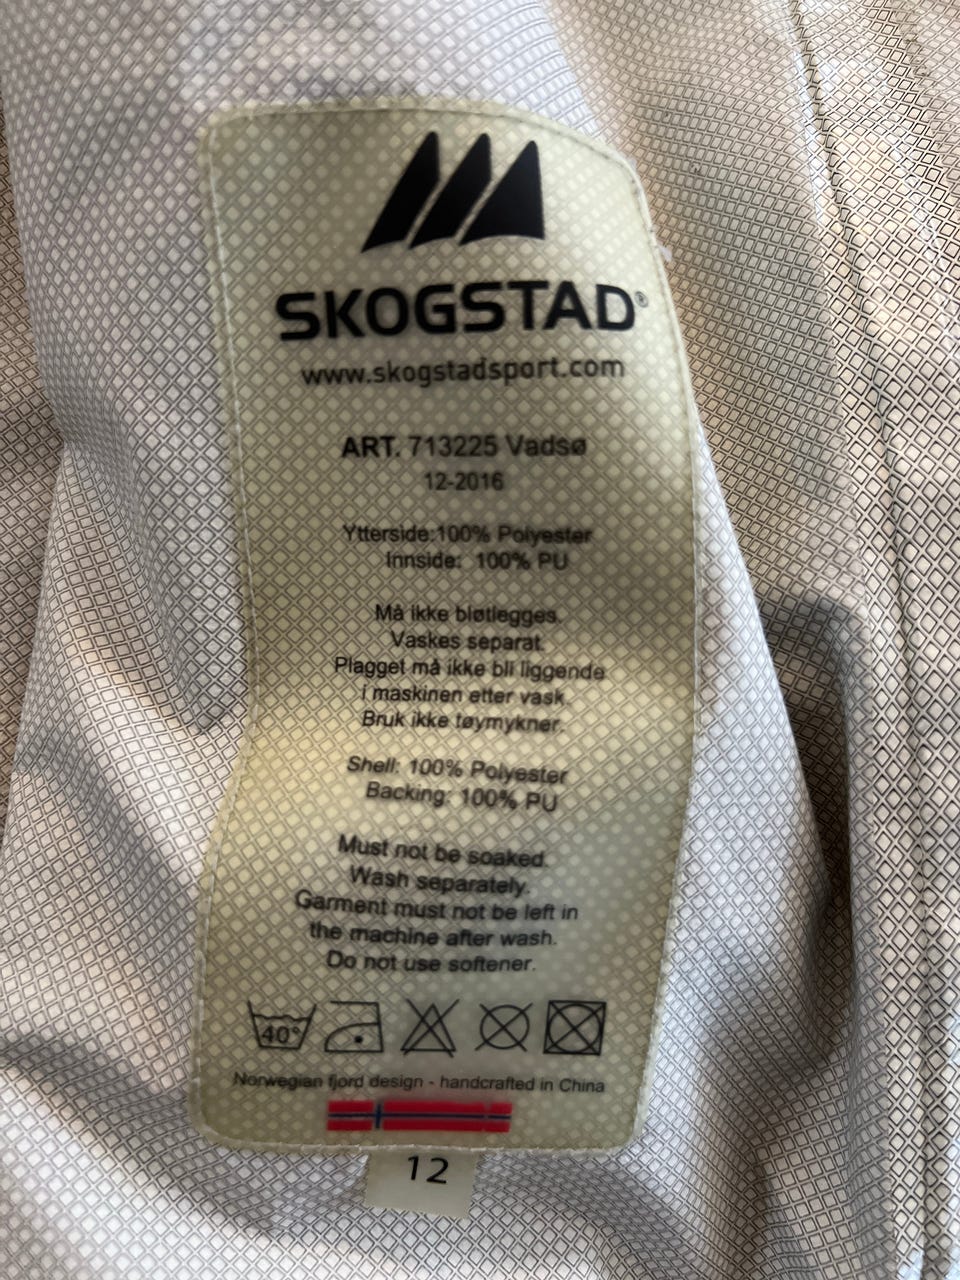 SKOGSTAD®
www.skogstadsport.com
ART. 713225 Vadsø
12-2016
Ytterside:100% Polyester
Innside: 100% PU
Må ikke bløtlegges.
Vaskes separat.
Plagget må ikke bli liggende
i maskinen etter vask.
Bruk ikke tøymykner.
Shell: 100% Polyester
Backing: 100% PU
Must not be soaked.
Wash separately.
Garment must not be left in
the machine after wash.
Do not use softener.
40°
Norwegian fjord design - handcrafted in China
12